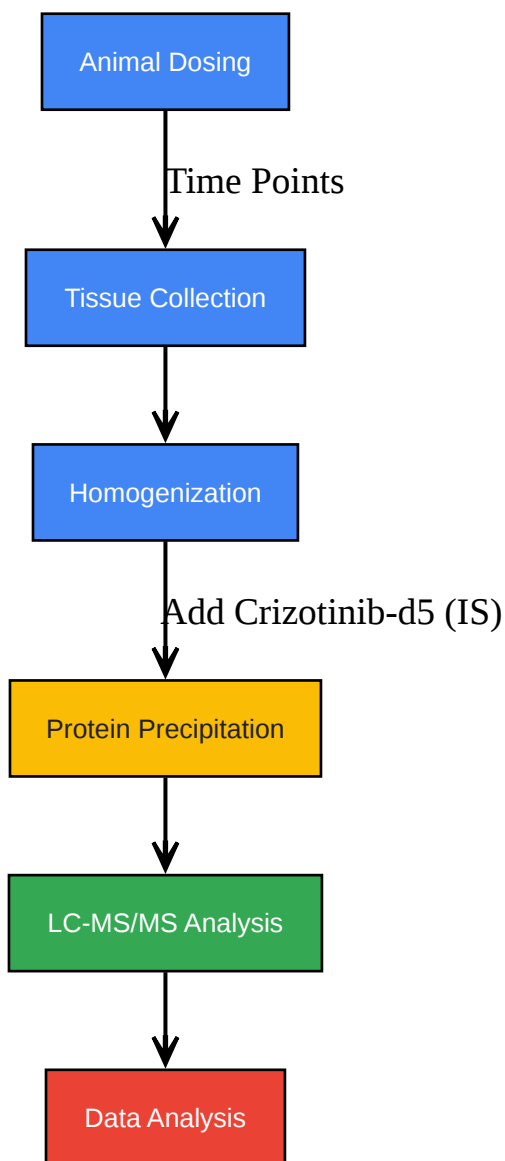 Animal Dosing
Time Points
Tissue Collection
Homogenization
Add Crizotinib-d5 (IS)
Protein Precipitation
LC-MS/MS Analysis
Data Analysis